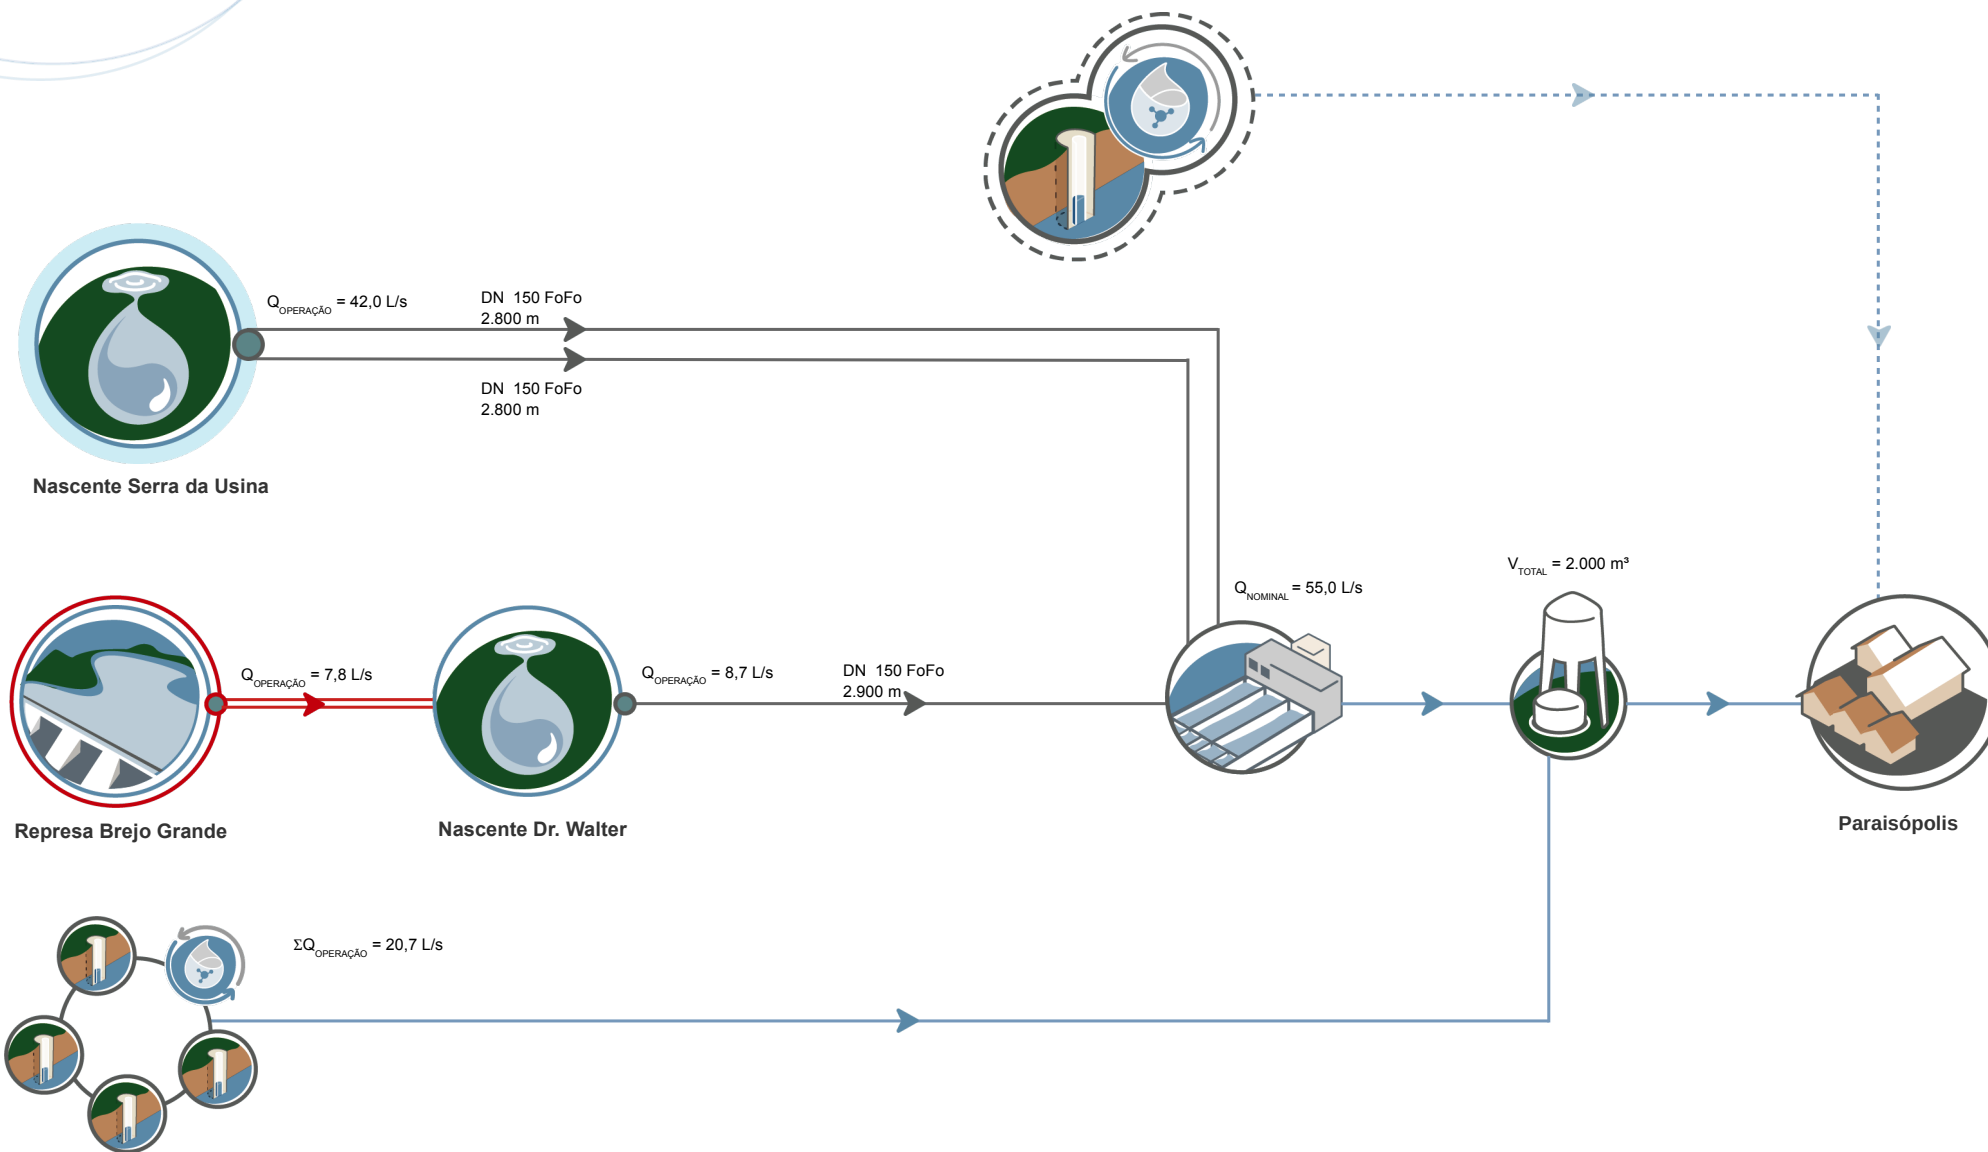 Q OPERAÇÃO = 42,0 L/s
DN 150 FoFo
2.800 m
DN 150 FoFo
2.800 m
Nascente Serra da Usina
V TOTAL = 2.000 m³
Q NOMINAL = 55,0 L/s
Q OPERAÇÃO = 7,8 L/s
Q OPERAÇÃO = 8,7 L/s
DN 150 FoFo
2.900 m
Represa Brejo Grande
Nascente Dr. Walter
Paraisópolis
ΣQ OPERAÇÃO = 20,7 L/s